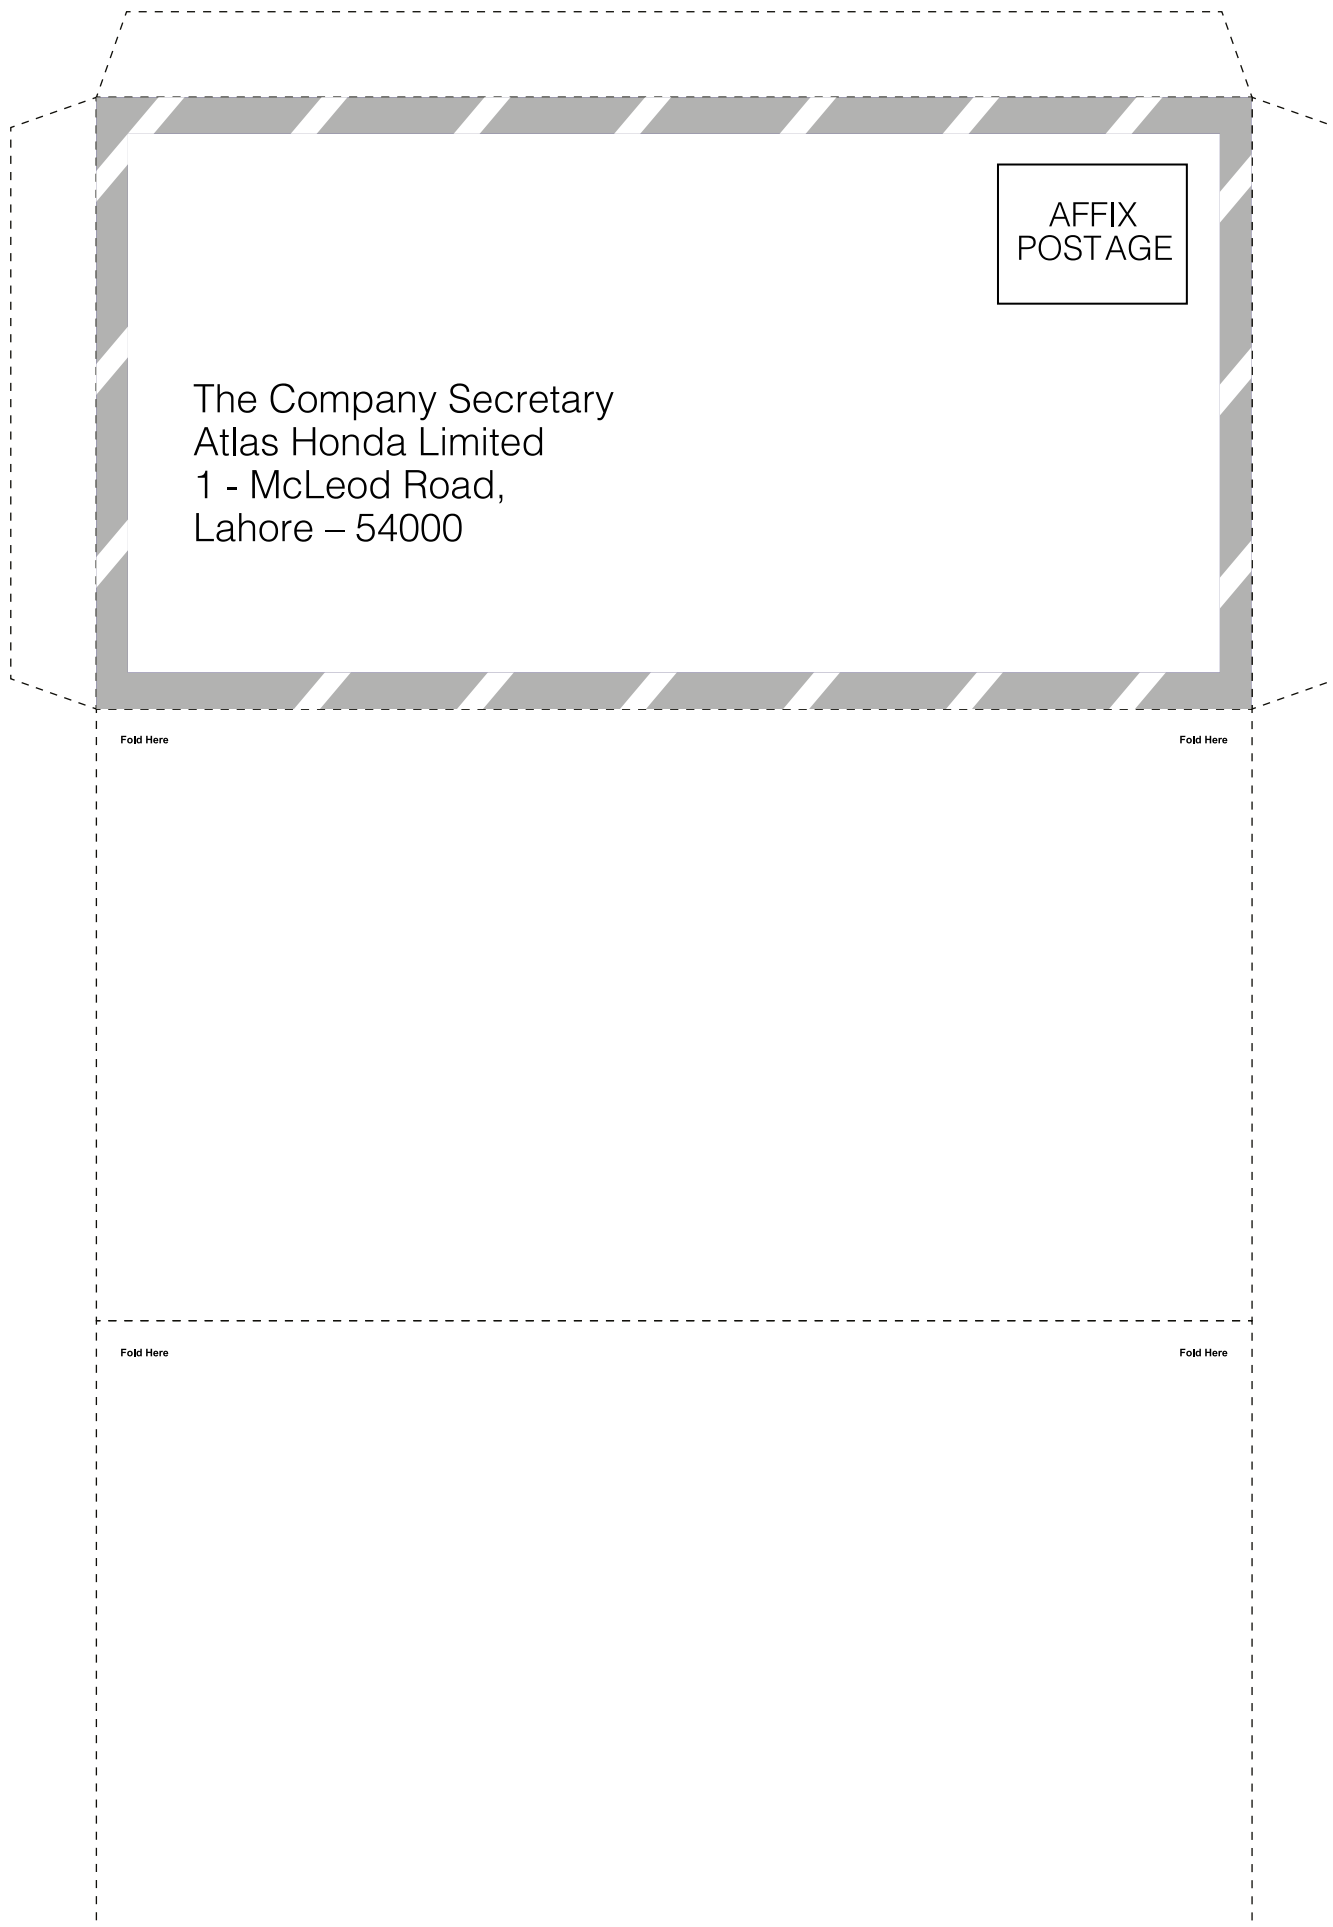 AFFIX
POSTAGE
The Company Secretary
Atlas Honda Limited
1 - McLeod Road,
Lahore – 54000
Fold Here
Fold Here
Fold Here
Fold Here